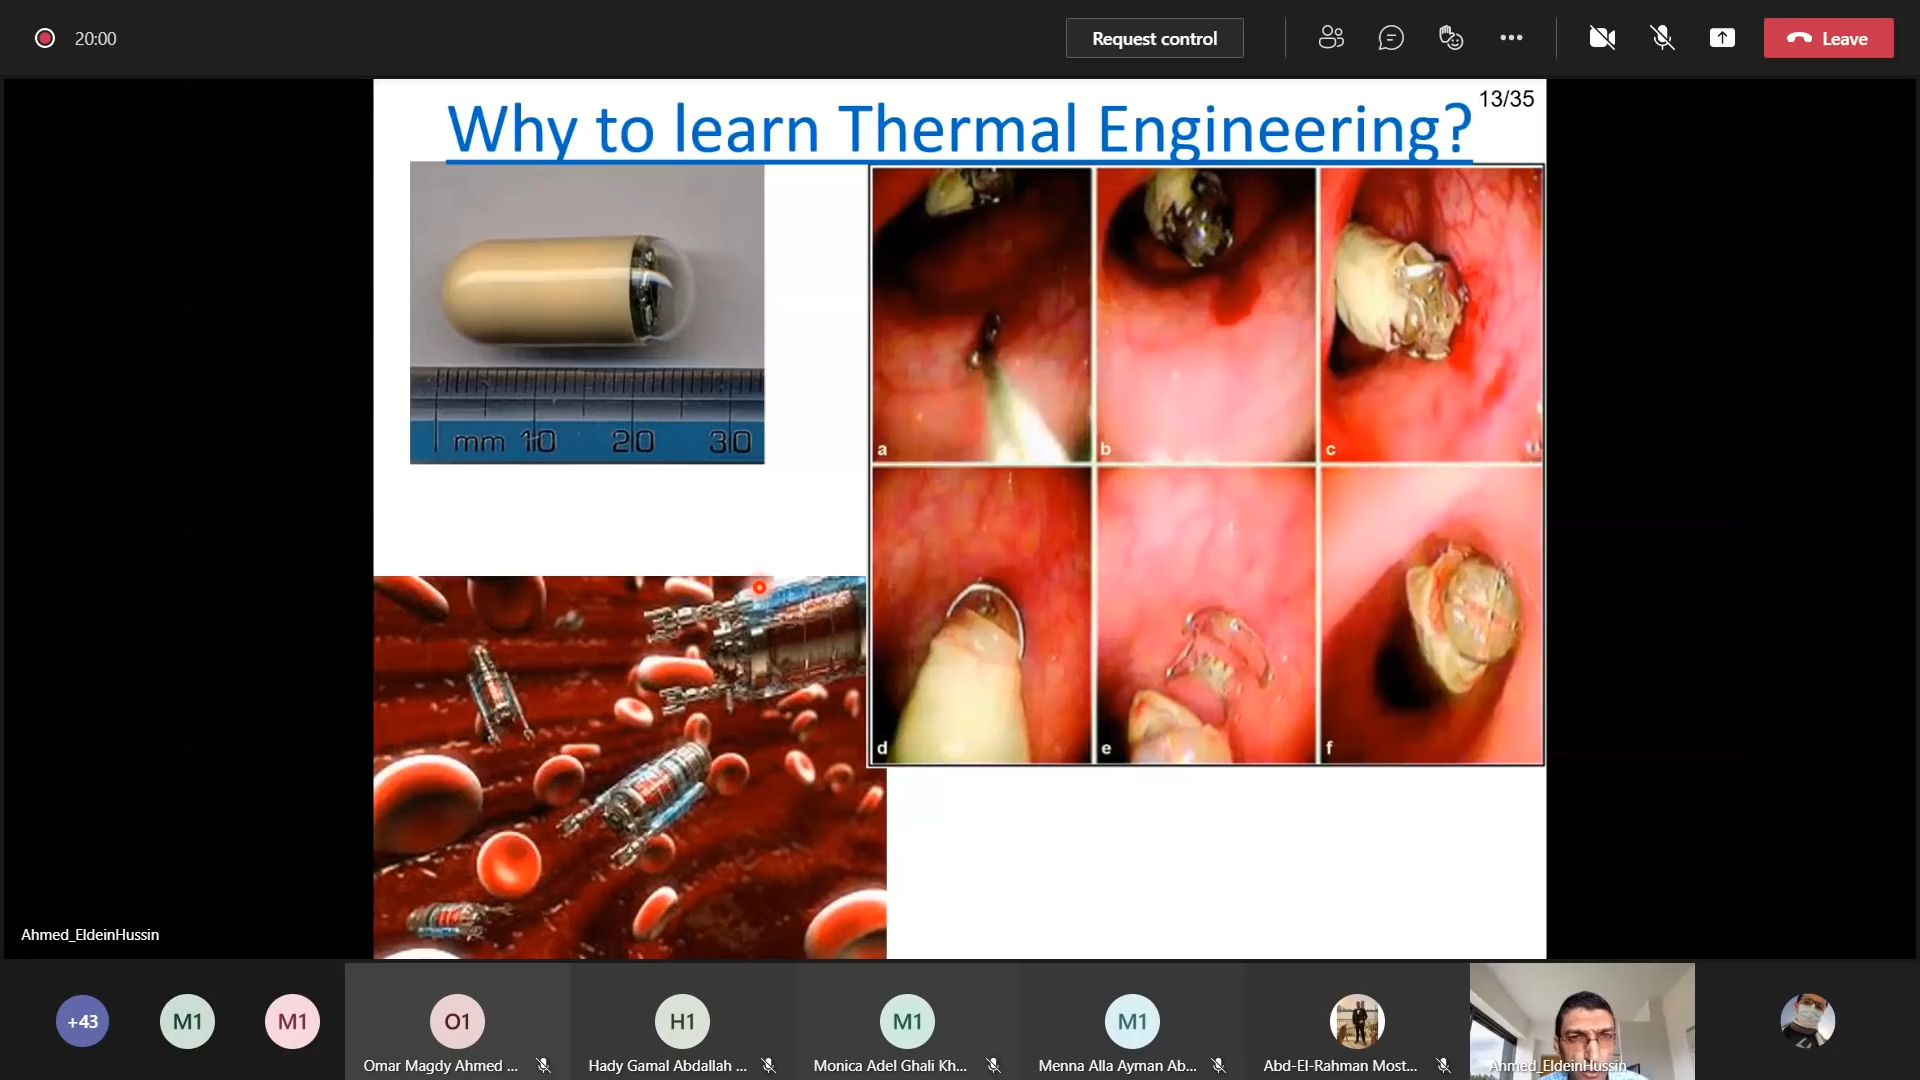 20:00
Request control
Leave
13/35
Why to learn Thermal Engineering?
mm 10 20 30
a
b
c
d
e
f
Ahmed_EldeinHussin
+43
M1
M1
O1
H1
M1
M1
Omar Magdy Ahmed ...
Hady Gamal Abdallah ...
Monica Adel Ghali Kh...
Menna Alla Ayman Ab...
Abd-El-Rahman Most...
Ahmed_EldeinHussin